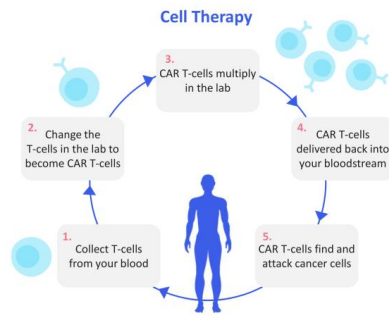 Cell Therapy
1.
Collect T-cells
from your blood
2.
Change the
T-cells in the lab to
become CAR T-cells
3.
CAR T-cells multiply
in the lab
4.
CAR T-cells
delivered back into
your bloodstream
5.
CAR T-cells find and
attack cancer cells